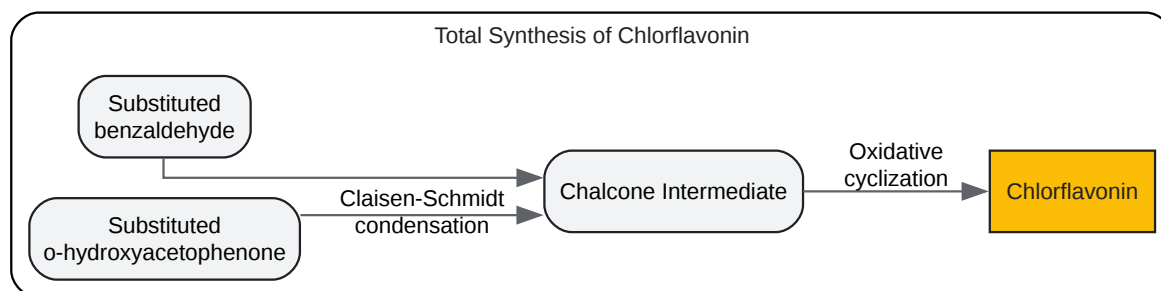 Total Synthesis of Chlorflavonin
Substituted
benzaldehyde
Substituted
o-hydroxyacetophenone
Claisen-Schmidt
condensation
Chalcone Intermediate
Oxidative
cyclization
Chlorflavonin